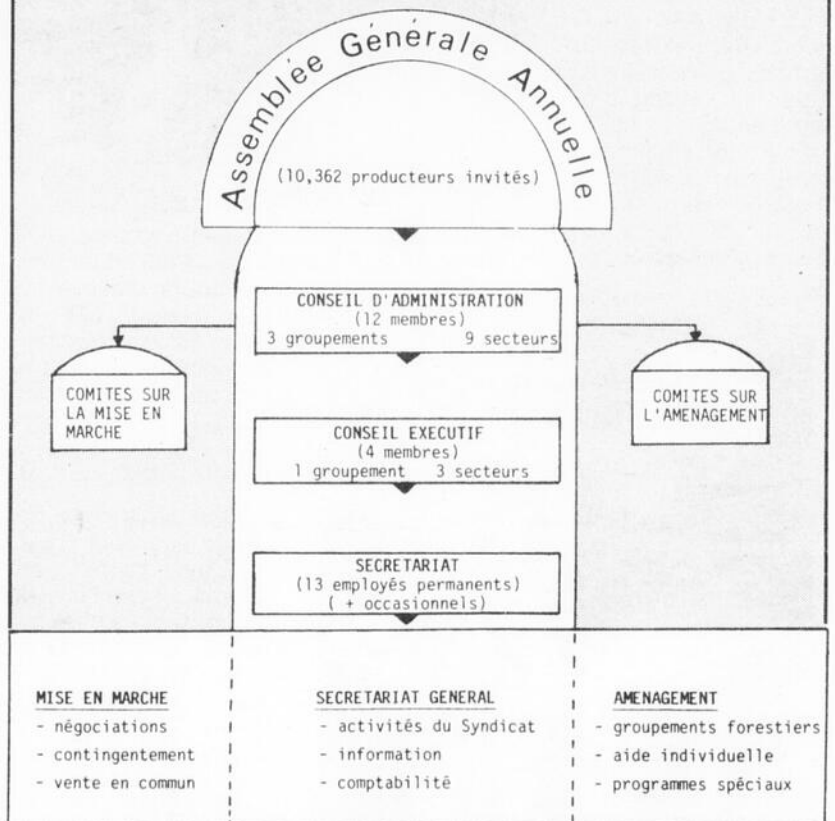 Assemblée Générale Annuelle
(10,362 producteurs invités)
CONSEIL D'ADMINISTRATION
(12 membres)
3 groupements 9 secteurs
COMITES SUR
LA MISE EN
MARCHE
COMITES SUR
L'AMENAGEMENT
CONSEIL EXECUTIF
(4 membres)
1 groupement 3 secteurs
SECRETARIAT
(13 employés permanents)
( + occasionnels)
MISE EN MARCHE
- négociations
- contingentement
- vente en commun
SECRETARIAT GENERAL
- activités du Syndicat
- information
- comptabilité
AMENAGEMENT
- groupements forestiers
- aide individuelle
- programmes spéciaux